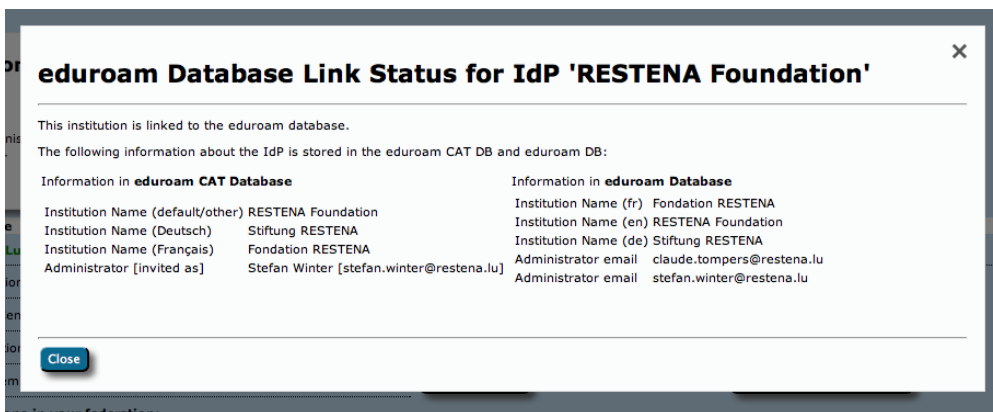 eduroam Database Link Status for IdP 'RESTENA Foundation'
This institution is linked to the eduroam database.
The following information about the IdP is stored in the eduroam CAT DB and eduroam DB:
Information in eduroam CAT Database
Institution Name (default/other) RESTENA Foundation
Institution Name (Deutsch) Stiftung RESTENA
Institution Name (Français) Fondation RESTENA
Administrator [invited as] Stefan Winter [stefan.winter@restena.lu]
Information in eduroam Database
Institution Name (fr) Fondation RESTENA
Institution Name (en) RESTENA Foundation
Institution Name (de) Stiftung RESTENA
Administrator email claude.tompers@restena.lu
Administrator email stefan.winter@restena.lu
Close